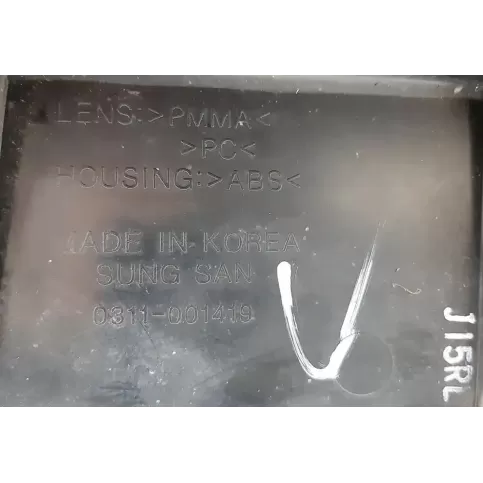 LENS:>PMMA<
>PC<
HOUSING:>ABS<
MADE IN KOREA
SUNG SAN
0311-001419
J15RL